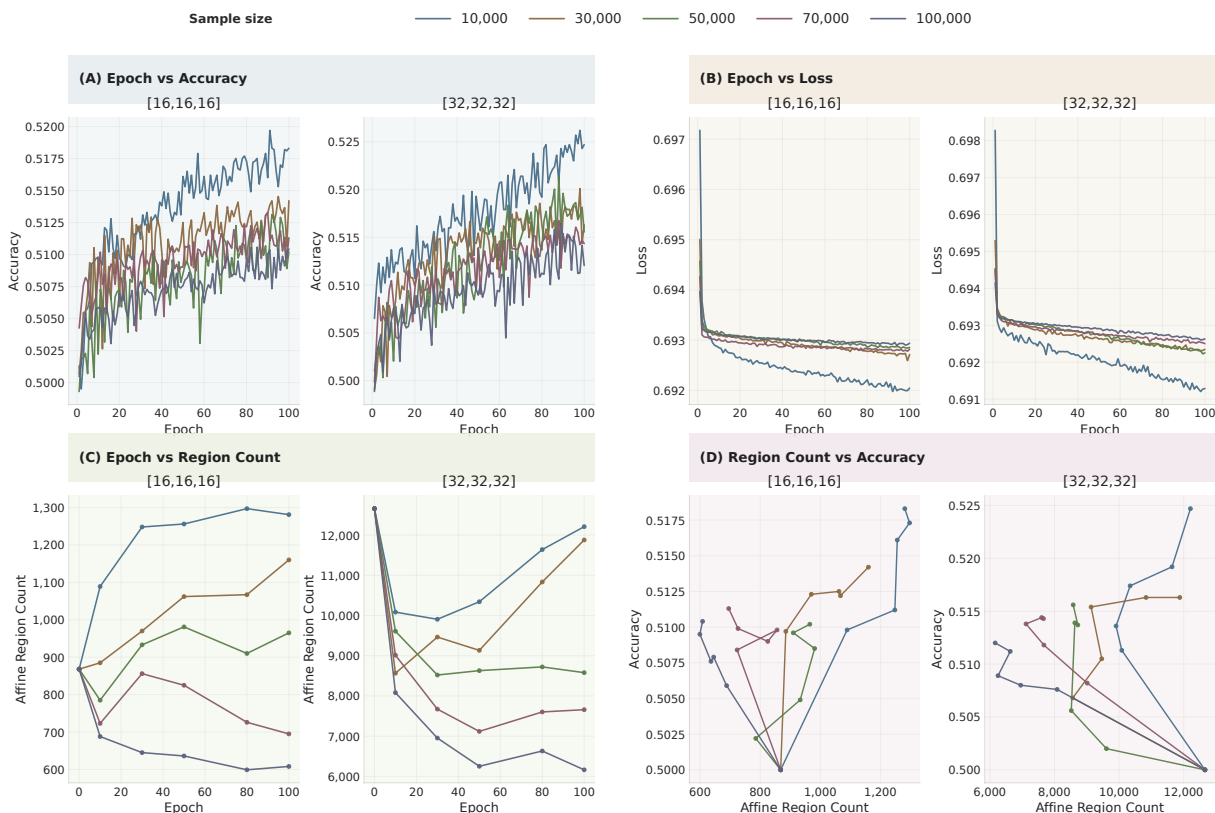 Sample size 10,000 30,000 50,000 70,000 100,000
(A) Epoch vs Accuracy
[16,16,16] [32,32,32]
0.5200
0.5175
0.5150
0.5125
0.5100
0.5075
0.5050
0.5025
0.5000
Accuracy
0 20 40 60 80 100
Epoch
0.525
0.520
0.515
0.510
0.505
0.500
Accuracy
0 20 40 60 80 100
Epoch
(B) Epoch vs Loss
[16,16,16] [32,32,32]
0.697
0.696
0.695
0.694
0.693
0.692
Loss
0 20 40 60 80 100
Epoch
0.698
0.697
0.696
0.695
0.694
0.693
0.692
0.691
Loss
0 20 40 60 80 100
Epoch
(C) Epoch vs Region Count
[16,16,16] [32,32,32]
1,300
1,200
1,100
1,000
900
800
700
600
Affine Region Count
0 20 40 60 80 100
Epoch
12,000
11,000
10,000
9,000
8,000
7,000
6,000
Affine Region Count
0 20 40 60 80 100
Epoch
(D) Region Count vs Accuracy
[16,16,16] [32,32,32]
0.5175
0.5150
0.5125
0.5100
0.5075
0.5050
0.5025
0.5000
Accuracy
600 800 1,000 1,200
Affine Region Count
0.525
0.520
0.515
0.510
0.505
0.500
Accuracy
6,000 8,000 10,000 12,000
Affine Region Count